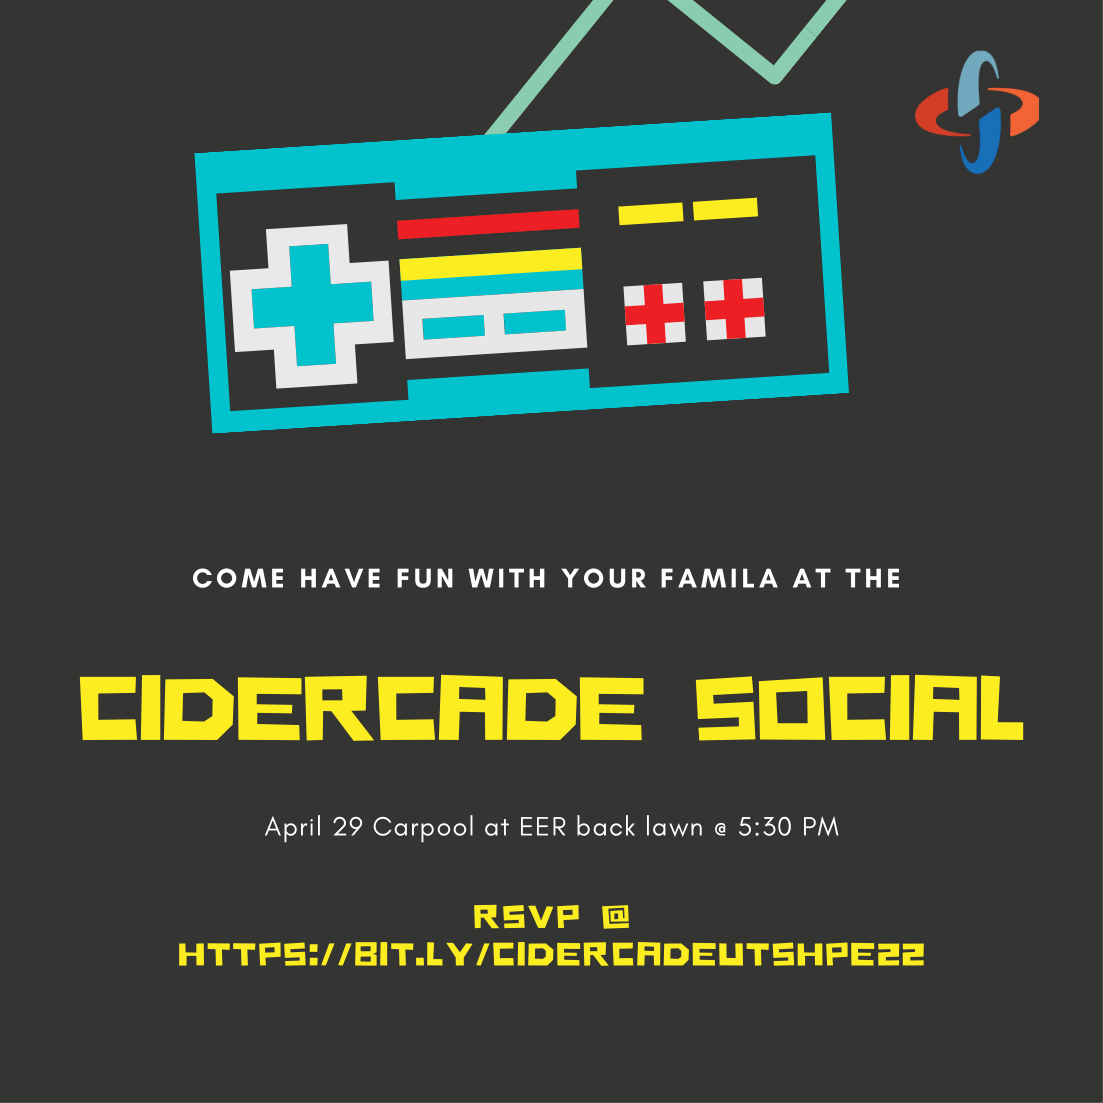 COME HAVE FUN WITH YOUR FAMILA AT THE
CIDERCADE SOCIAL
April 29 Carpool at EER back lawn @ 5:30 PM
RSVP @
HTTPS://BIT.LY/CIDERCADEUTSHPE22